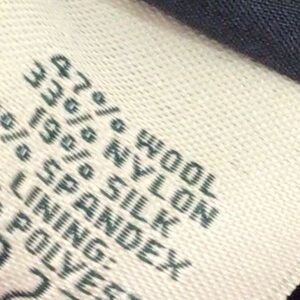 47% WOOL
33% NYLON
19% SILK
% SPANDEX
LINING: